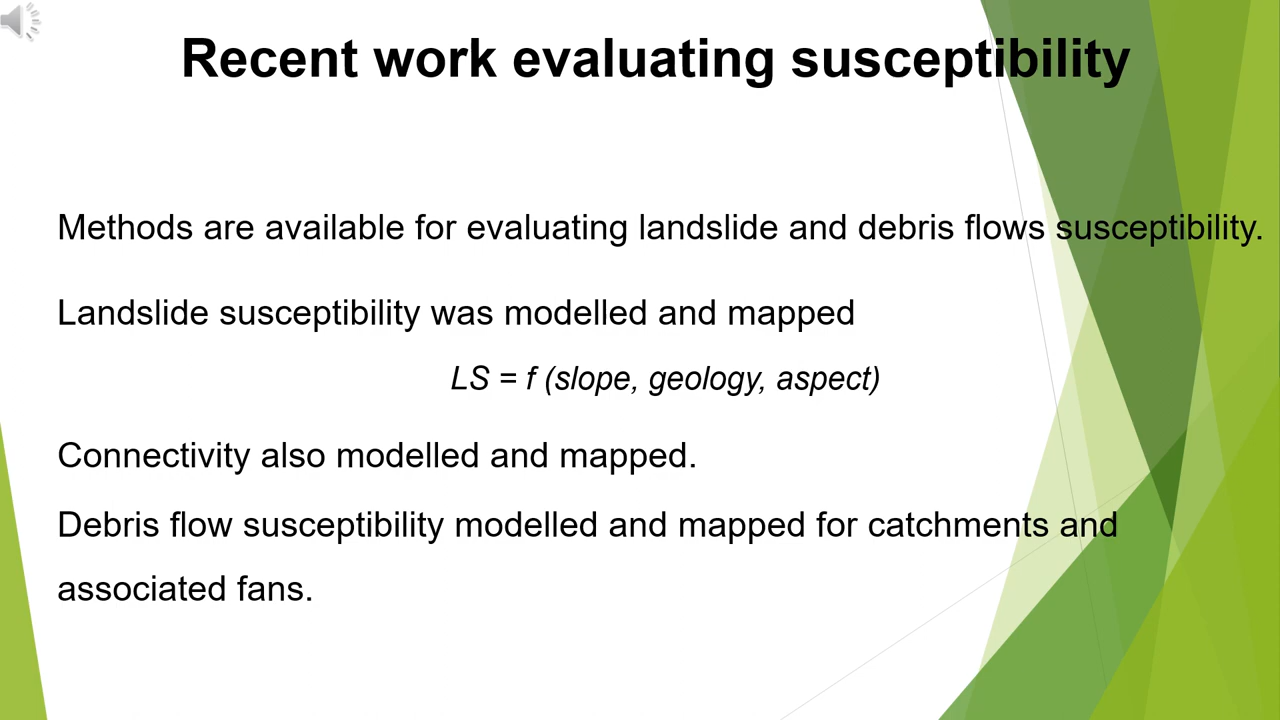 Recent work evaluating susceptibility
Methods are available for evaluating landslide and debris flows susceptibility.
Landslide susceptibility was modelled and mapped
LS = f (slope, geology, aspect)
Connectivity also modelled and mapped.
Debris flow susceptibility modelled and mapped for catchments and
associated fans.